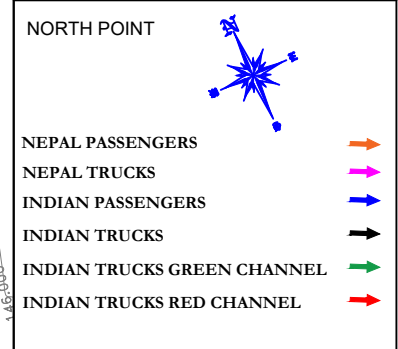 NORTH POINT
N
NEPAL PASSENGERS
NEPAL TRUCKS
INDIAN PASSENGERS
INDIAN TRUCKS
INDIAN TRUCKS GREEN CHANNEL
INDIAN TRUCKS RED CHANNEL